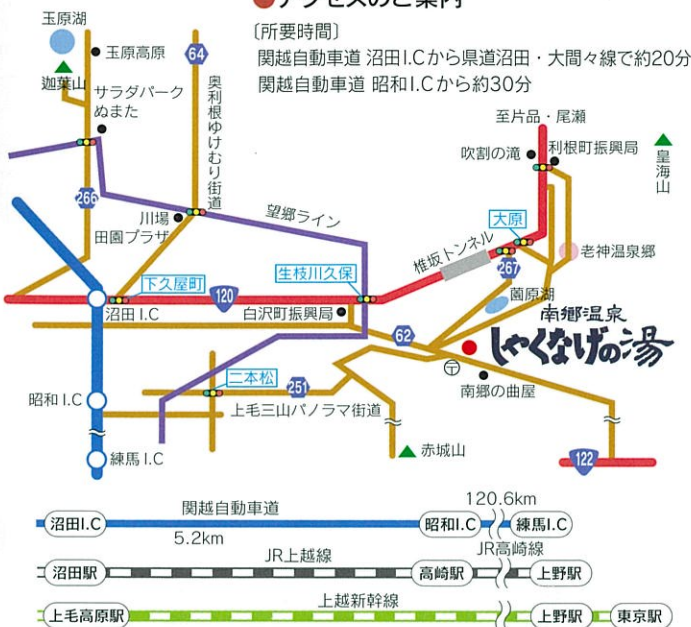 ●アクセスのご案内
〔所要時間〕
関越自動車道 沼田I.Cから県道沼田・大間々線で約20分
関越自動車道 昭和I.Cから約30分
玉原湖
玉原高原
迦葉山
サラダパーク
ぬまた
64
奥利根ゆけむり街道
至片品・尾瀬
吹割の滝
利根町振興局
皇海山
266
川場
田園プラザ
望郷ライン
大原
椎坂トンネル
267
老神温泉郷
下久屋町
生枝川久保
120
沼田 I.C
白沢町振興局
薗原湖
南郷温泉
しゃくなげの湯
62
〒
南郷の曲屋
二本松
251
昭和 I.C
上毛三山パノラマ街道
赤城山
122
練馬 I.C
120.6km
関越自動車道
沼田I.C
昭和I.C
練馬I.C
5.2km
JR上越線
JR高崎線
沼田駅
高崎駅
上野駅
上越新幹線
上毛高原駅
上野駅
東京駅